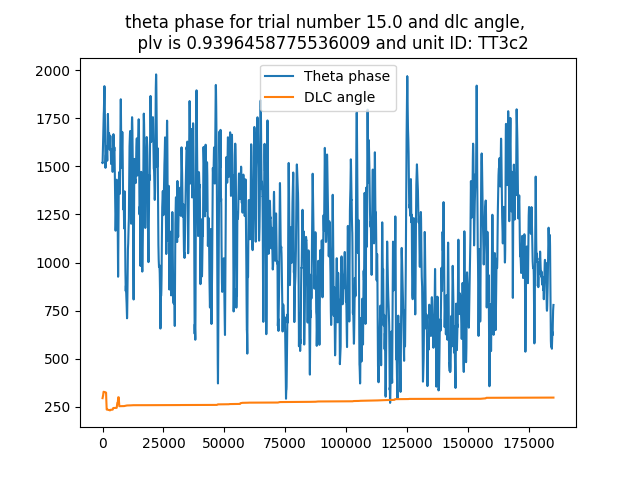 theta phase for trial number 15.0 and dlc angle,
plv is 0.9396458775536009 and unit ID: TT3c2
Theta phase
DLC angle
2000
1750
1500
1250
1000
750
500
250
0 25000 50000 75000 100000 125000 150000 175000